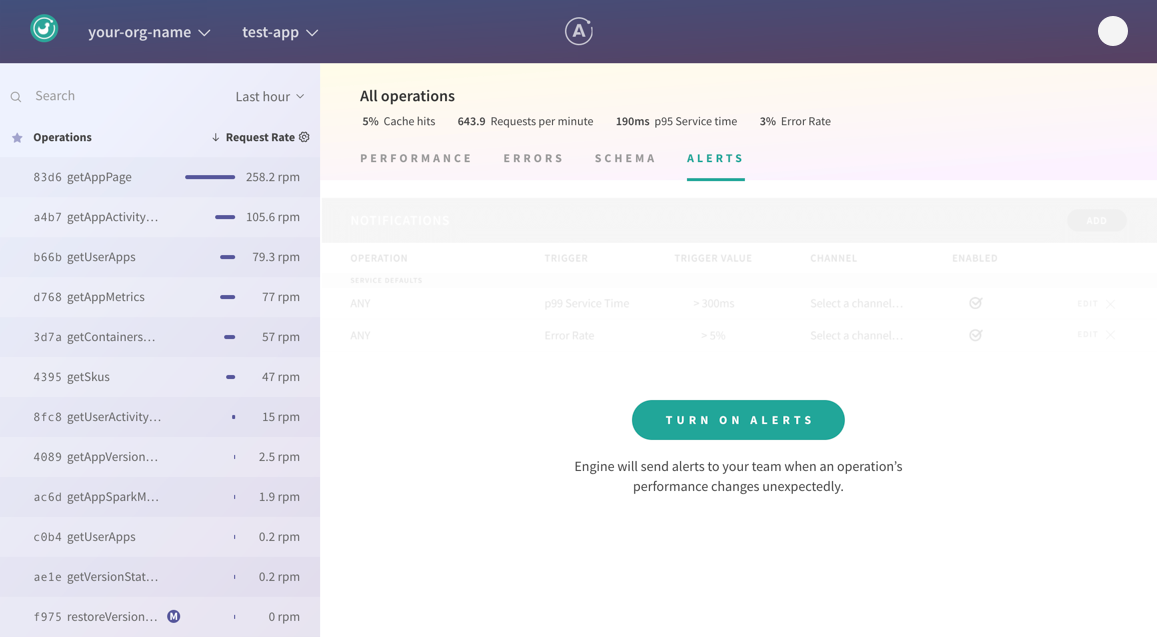 your-org-name
test-app
A
Search
Last hour
Operations
Request Rate
83d6 getAppPage 258.2 rpm
a4b7 getAppActivity… 105.6 rpm
b66b getUserApps 79.3 rpm
d768 getAppMetrics 77 rpm
3d7a getContainers… 57 rpm
4395 getSkus 47 rpm
8fc8 getUserActivity… 15 rpm
4089 getAppVersion… 2.5 rpm
ac6d getAppSparkM… 1.9 rpm
c0b4 getUserApps 0.2 rpm
ae1e getVersionStat… 0.2 rpm
f975 restoreVersion… M 0 rpm
All operations
5% Cache hits 643.9 Requests per minute 190ms p95 Service time 3% Error Rate
PERFORMANCE ERRORS SCHEMA ALERTS
NOTIFICATIONS ADD
OPERATION TRIGGER TRIGGER VALUE CHANNEL ENABLED
SERVICE DEFAULTS
ANY p99 Service Time > 300ms Select a channel… EDIT
ANY Error Rate > 5% Select a channel… EDIT
TURN ON ALERTS
Engine will send alerts to your team when an operation’s
performance changes unexpectedly.